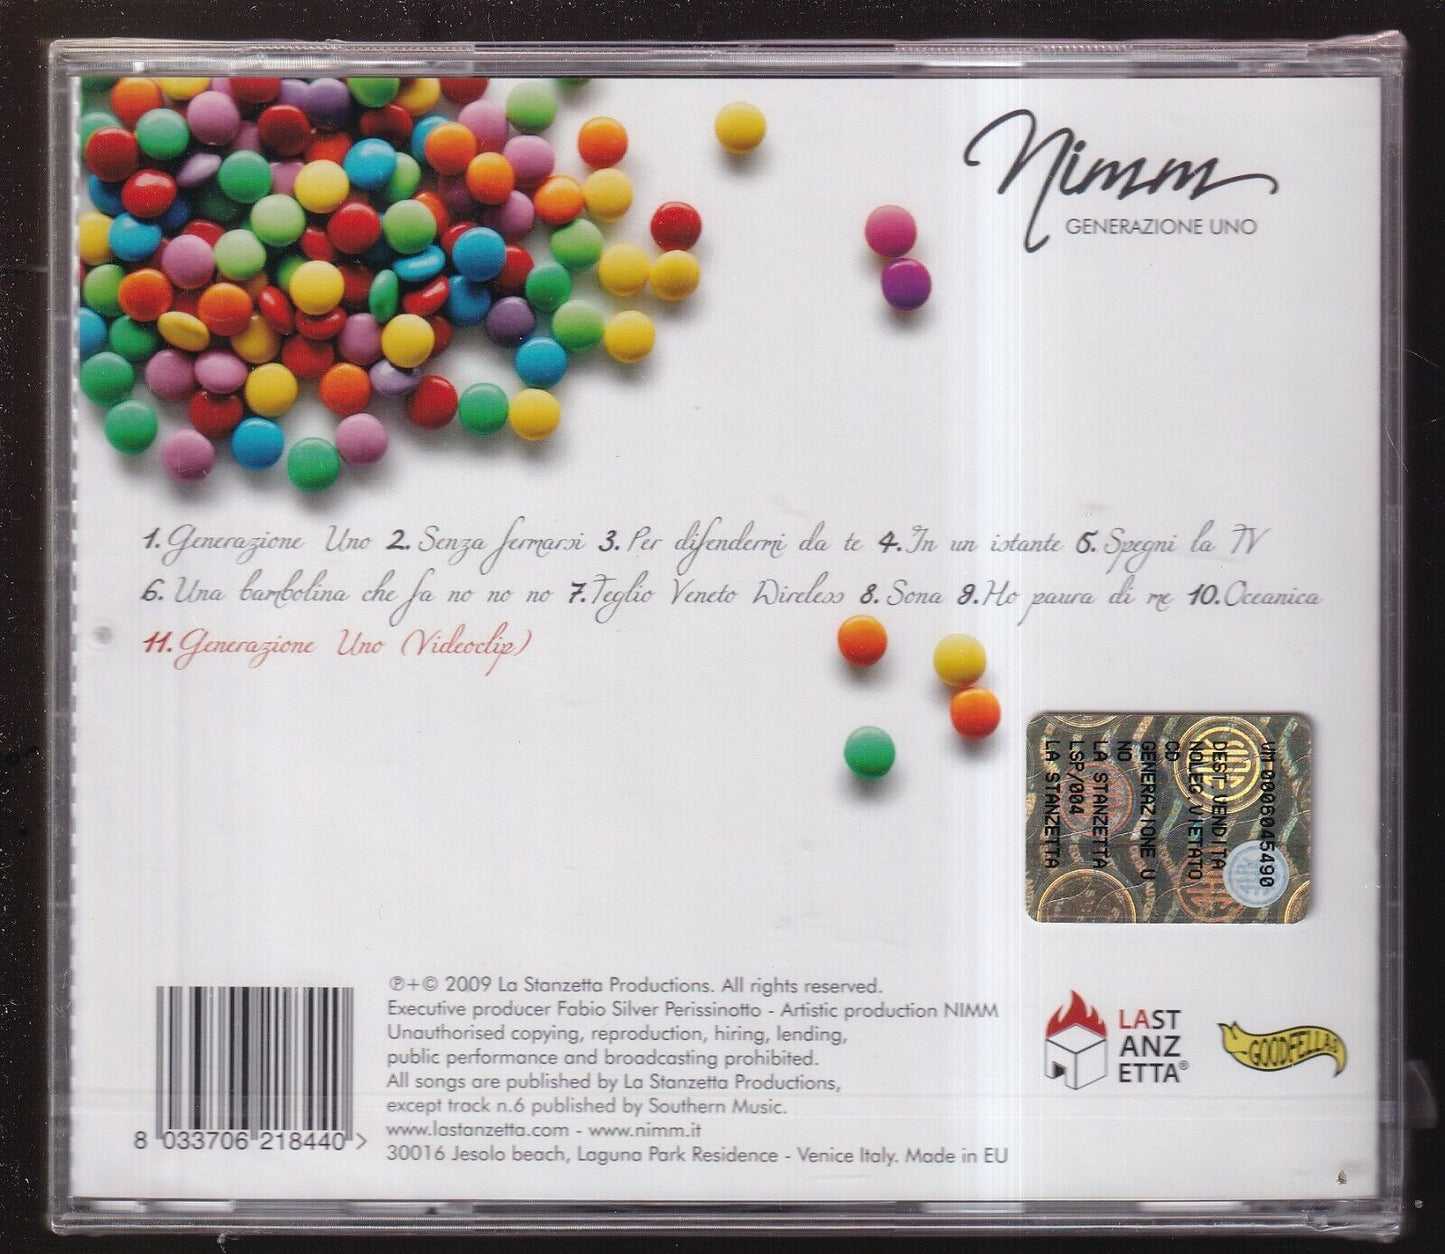 Nimm
GENERAZIONE UNO
1. Generazione Uno 2. Senza fermarsi 3. Per difendermi da te 4. In un istante 5. Spegni la TV
6. Una bambolina che fa no no no 7. Teglio Veneto Wireless 8. Sona 9. Ho paura di me 10. Oceanica
11. Generazione Uno (Videoclip)
UM-0006045490
DEST.VENDITA
NOLEG.VIETATO
CD
GENERAZIONE U
NO
LA STANZETTA
LSP/004
LA STANZETTA
℗+© 2009 La Stanzetta Productions. All rights reserved.
Executive producer Fabio Silver Perissinotto - Artistic production NIMM
Unauthorised copying, reproduction, hiring, lending,
public performance and broadcasting prohibited.
All songs are published by La Stanzetta Productions,
except track n.6 published by Southern Music.
www.lastanzetta.com - www.nimm.it
30016 Jesolo beach, Laguna Park Residence - Venice Italy. Made in EU
8 033706 218440 >
LAST
ANZ
ETTA®
GOODFELLAS